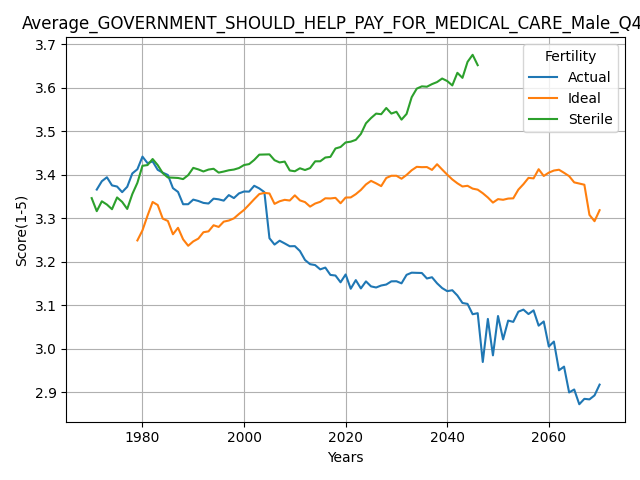 Average_GOVERNMENT_SHOULD_HELP_PAY_FOR_MEDICAL_CARE_Male_Q4
3.7
3.6
3.5
3.4
3.3
3.2
3.1
3.0
2.9
Score(1-5)
Fertility
Actual
Ideal
Sterile
1980
2000
2020
2040
2060
Years